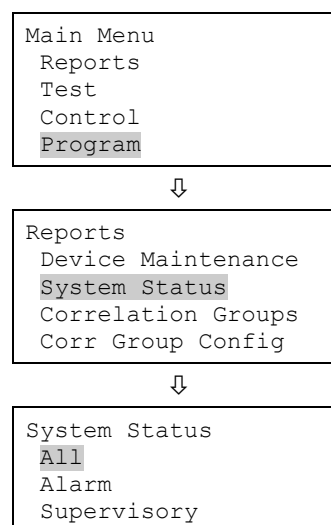 Main Menu
Reports
Test
Control
Program
⇩
Reports
Device Maintenance
System Status
Correlation Groups
Corr Group Config
⇩
System Status
All
Alarm
Supervisory